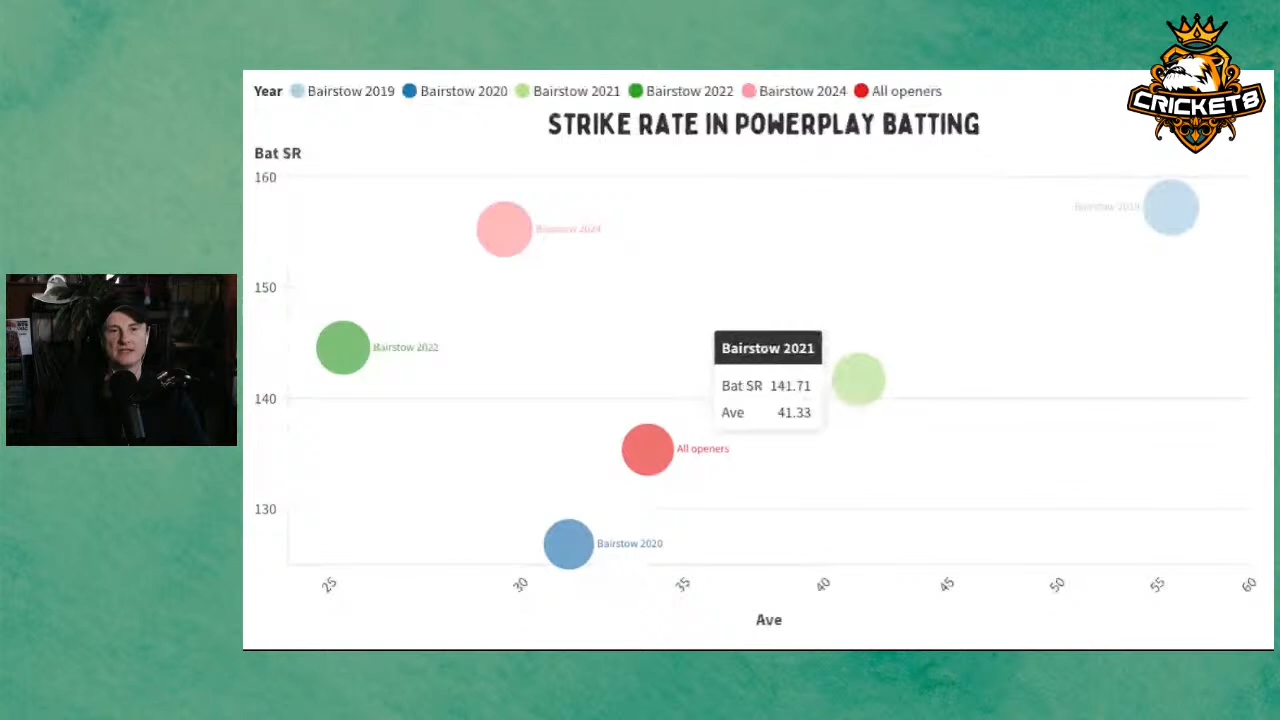 CRICKET8
Year Bairstow 2019 Bairstow 2020 Bairstow 2021 Bairstow 2022 Bairstow 2024 All openers
STRIKE RATE IN POWERPLAY BATTING
Bat SR
160
Bairstow 2019
Bairstow 2024
150
Bairstow 2022
Bairstow 2021
Bat SR 141.71
Ave 41.33
140
All openers
130
Bairstow 2020
25 30 35 40 45 50 55 60
Ave